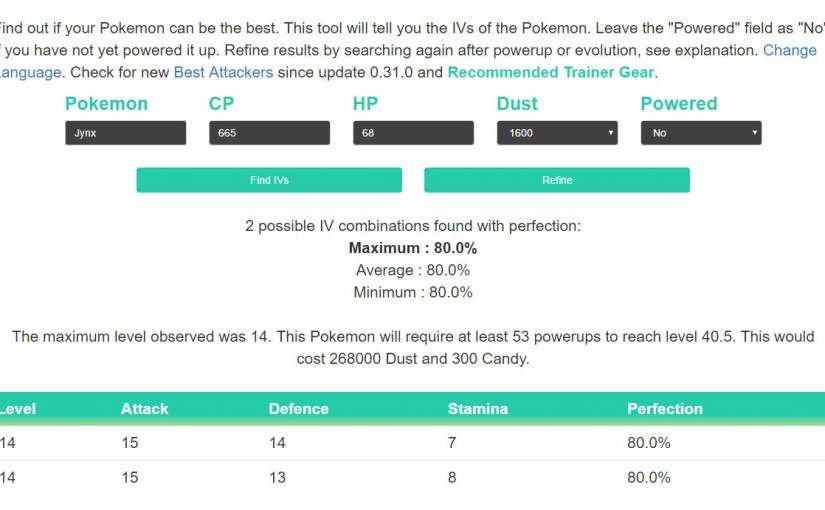 ind out if your Pokemon can be the best. This tool will tell you the IVs of the Pokemon. Leave the "Powered" field as "No"
f you have not yet powered it up. Refine results by searching again after powerup or evolution, see explanation. Change
anguage. Check for new Best Attackers since update 0.31.0 and Recommended Trainer Gear.
Pokemon CP HP Dust Powered
Jynx 665 68 1600 No
Find IVs Refine
2 possible IV combinations found with perfection:
Maximum : 80.0%
Average : 80.0%
Minimum : 80.0%
The maximum level observed was 14. This Pokemon will require at least 53 powerups to reach level 40.5. This would
cost 268000 Dust and 300 Candy.
Level Attack Defence Stamina Perfection
14 15 14 7 80.0%
14 15 13 8 80.0%